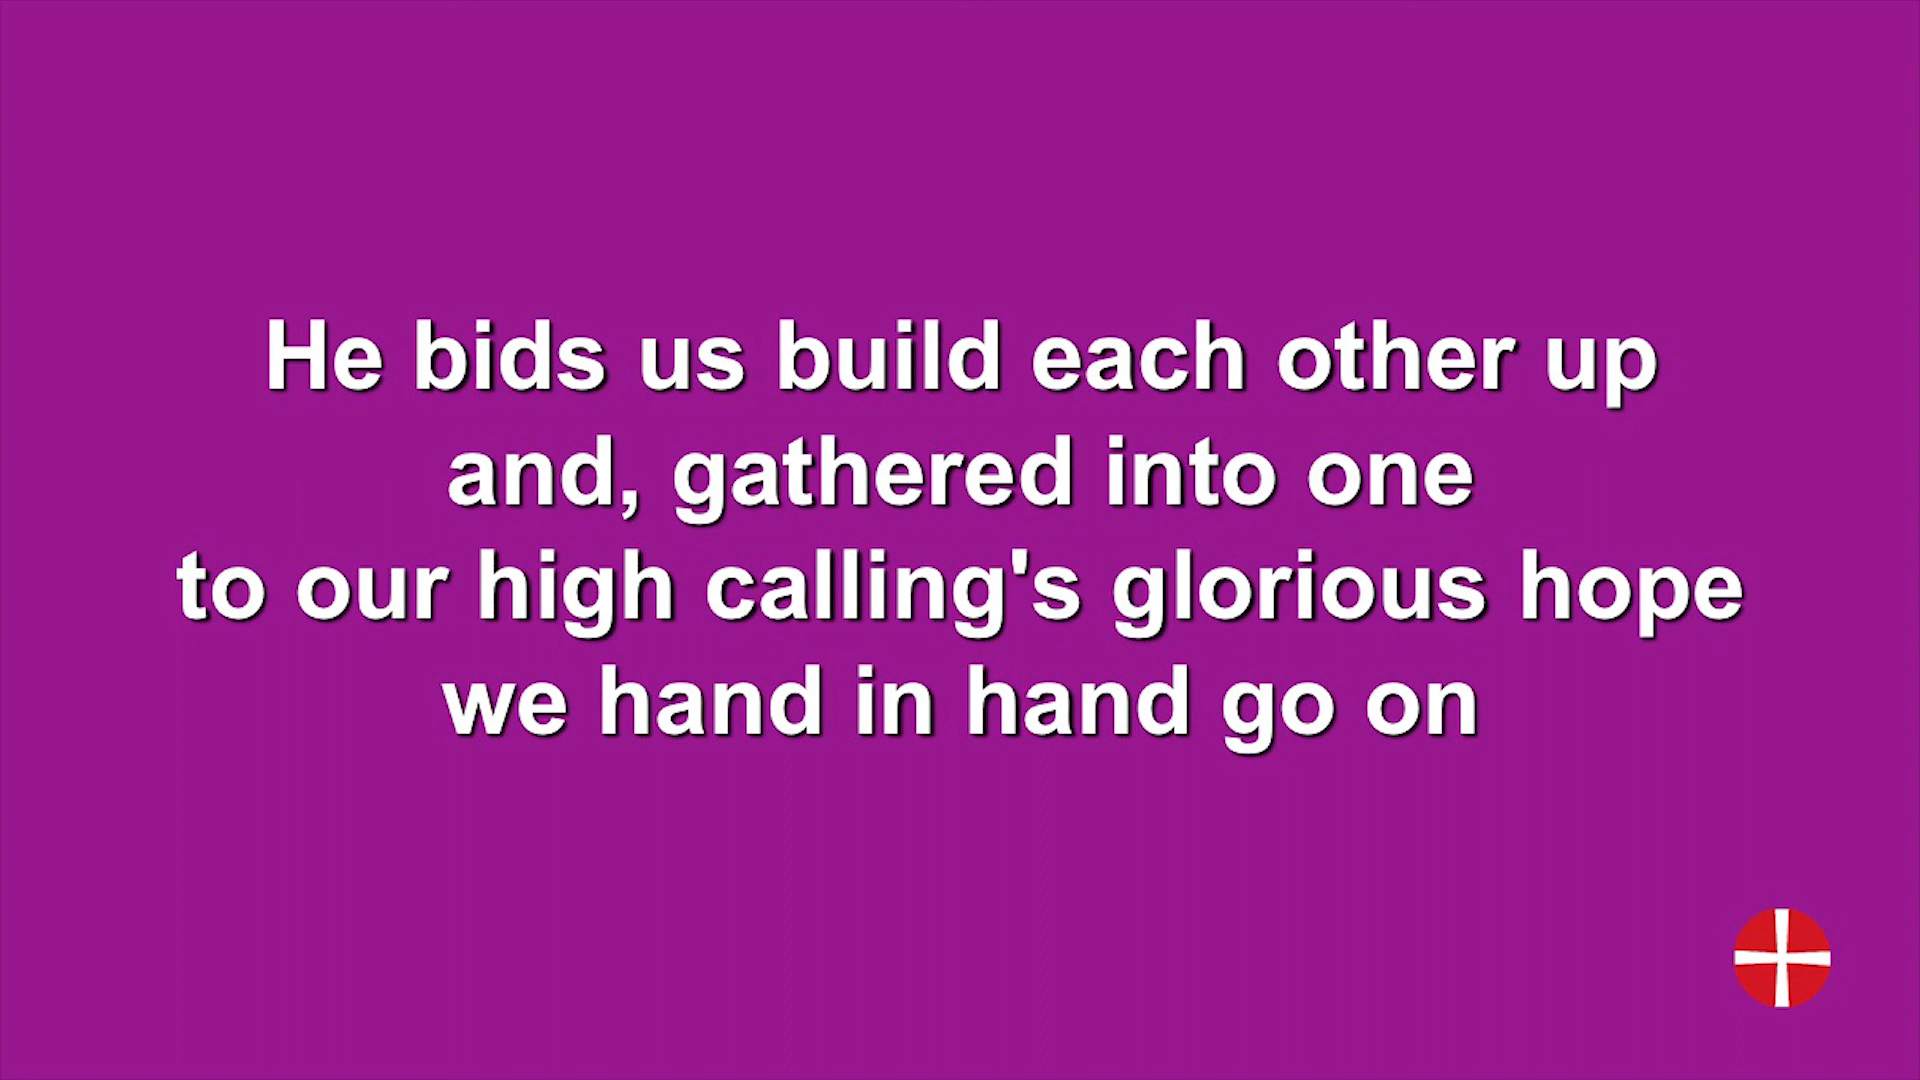 He bids us build each other up
and, gathered into one
to our high calling's glorious hope
we hand in hand go on